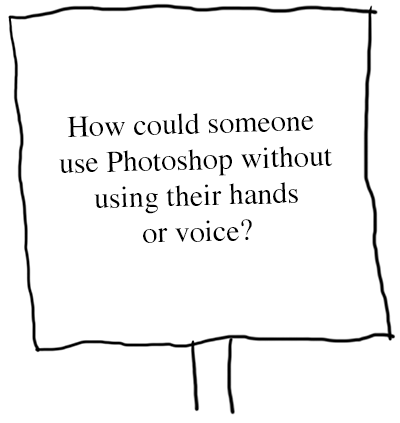 How could someone
use Photoshop without
using their hands
or voice?